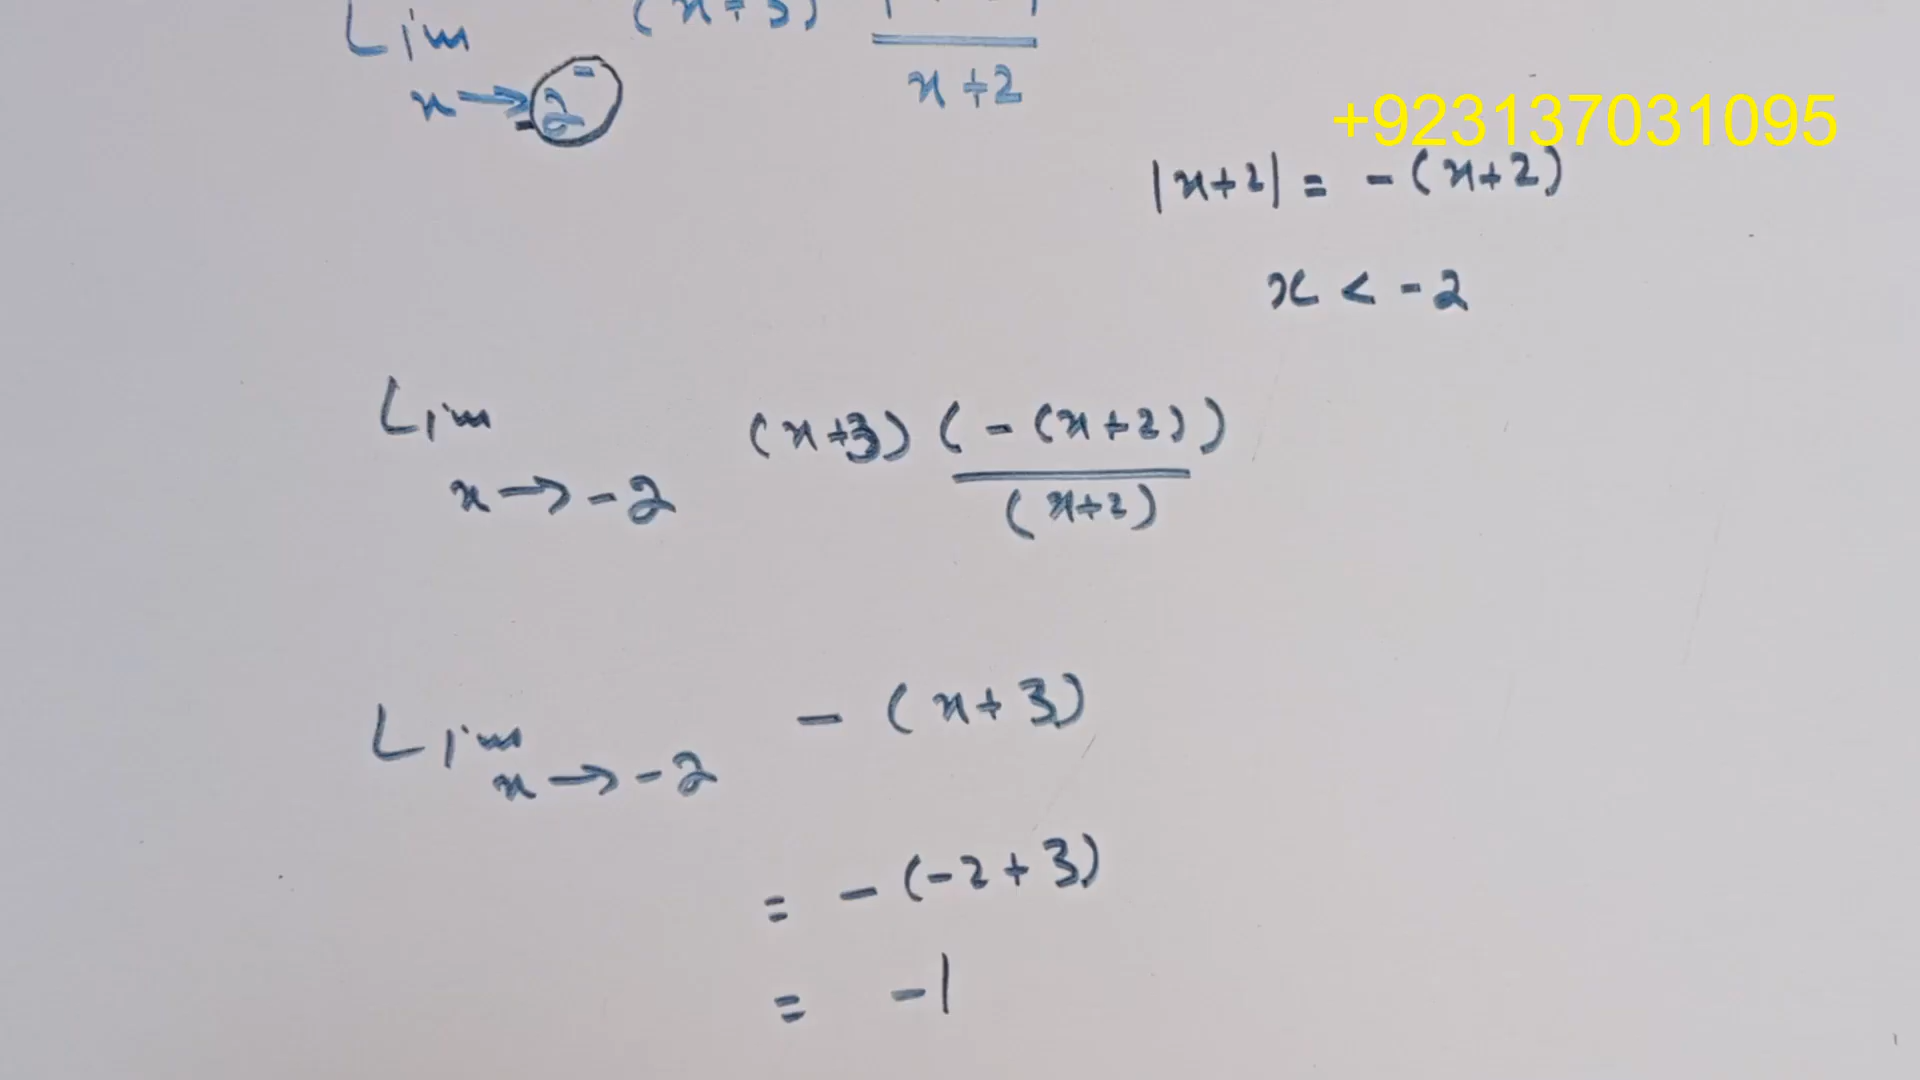 Lim (x+3)
x→-2⁻ x+2
+923137031095
|x+2| = -(x+2)
x < -2
Lim (x+3) (-(x+2))
x→-2 (x+2)
Lim -(x+3)
x→-2
= -(-2+3)
= -1